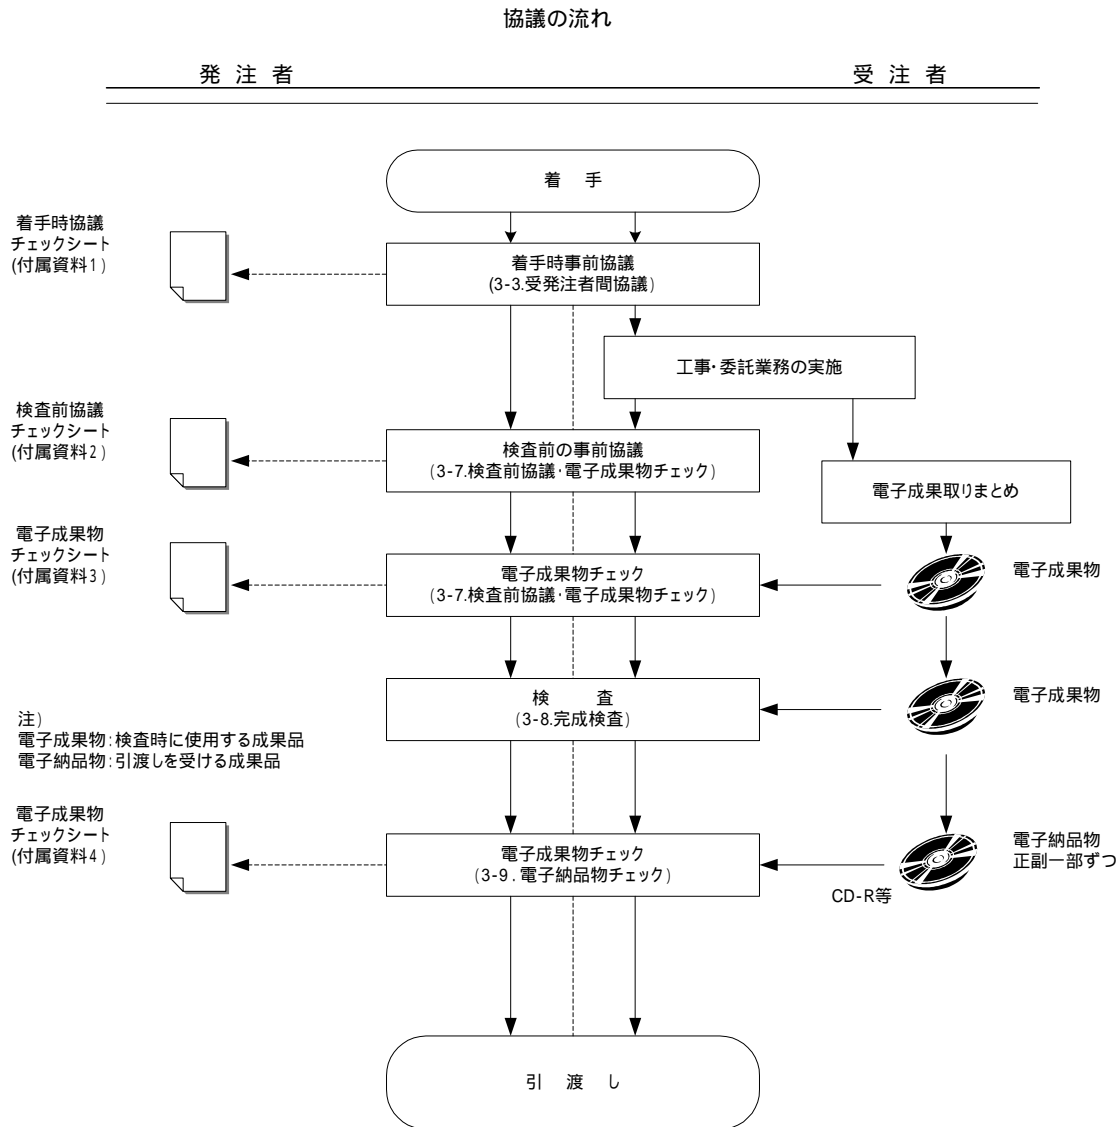 協議の流れ
発 注 者
受 注 者
着 手
着手時協議
チェックシート
(付属資料1)
着手時事前協議
(3-3.受発注者間協議)
工事・委託業務の実施
検査前協議
チェックシート
(付属資料2)
検査前の事前協議
(3-7.検査前協議・電子成果物チェック)
電子成果取りまとめ
電子成果物
チェックシート
(付属資料3)
電子成果物チェック
(3-7.検査前協議・電子成果物チェック)
電子成果物
検 査
(3-8.完成検査)
電子成果物
注)
電子成果物:検査時に使用する成果品
電子納品物:引渡しを受ける成果品
電子成果物
チェックシート
(付属資料4)
電子成果物チェック
(3-9.電子納品物チェック)
電子納品物
正副一部ずつ
CD-R等
引 渡 し